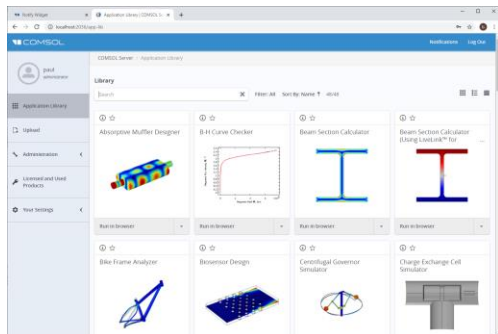 Notify Widget
Application Library | COMSOL S
localhost:2036/app-lib
COMSOL
Notifications
Log Out
COMSOL Server / Application Library
administrator
Library
Search
Filter: All
Sort By: Name
Application Library
Upload
Administration
Licensed and Used
Products
Your Settings
Absorptive Muffler Designer
B-H Curve Checker
Beam Section Calculator
Beam Section Calculator
(Using LiveLink™ for ...
Run in browser
Run in browser
Run in browser
Run in browser
Bike Frame Analyzer
Biosensor Design
Centrifugal Governor
Simulator
Charge Exchange Cell
Simulator